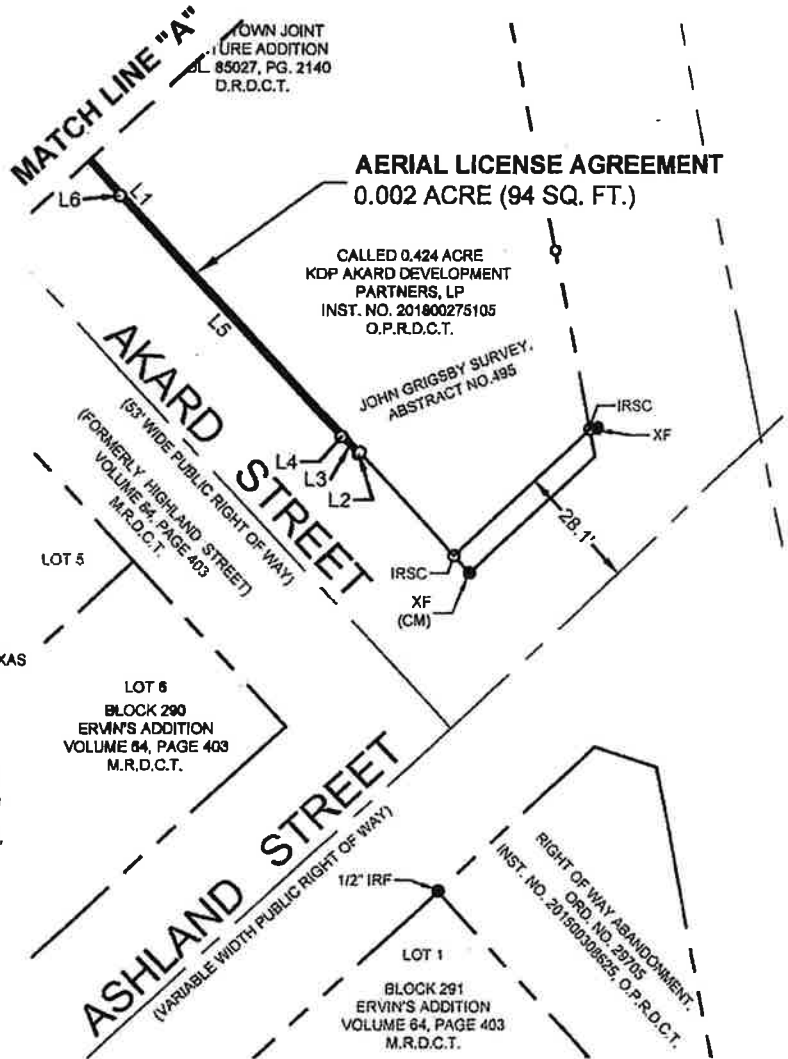 MATCH LINE "A"
TOWN JOINT
TURE ADDITION
85027, PG. 2140
D.R.D.C.T.
AERIAL LICENSE AGREEMENT
0.002 ACRE (94 SQ. FT.)
L6
L1
CALLED 0.424 ACRE
KDP AKARD DEVELOPMENT
PARTNERS, LP
INST. NO. 201800275105
O.P.R.D.C.T.
L5
JOHN GRIGSBY SURVEY,
ABSTRACT NO.495
IRSC
XF
AKARD STREET
(53' WIDE PUBLIC RIGHT OF WAY)
(FORMERLY HIGHLAND STREET)
VOLUME 64, PAGE 403
M.R.D.C.T.
L4
L3
L2
28.1'
IRSC
XF
(CM)
LOT 5
XAS
LOT 6
BLOCK 290
ERVIN'S ADDITION
VOLUME 64, PAGE 403
M.R.D.C.T.
ASHLAND STREET
(VARIABLE WIDTH PUBLIC RIGHT OF WAY)
1/2" IRF
RIGHT OF WAY ABANDONMENT,
ORD. NO. 29705
INST. NO. 201500308625, O.P.R.D.C.T.
LOT 1
BLOCK 291
ERVIN'S ADDITION
VOLUME 64, PAGE 403
M.R.D.C.T.